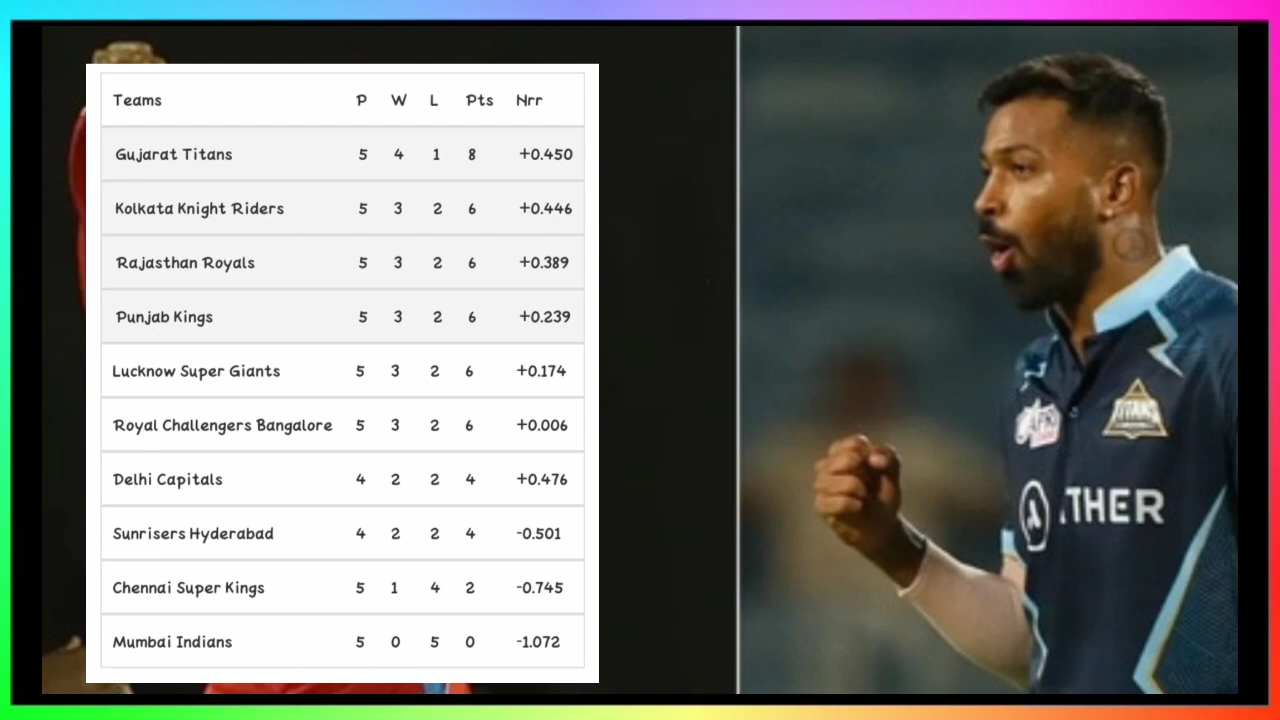 Teams P W L Pts Nrr
Gujarat Titans 5 4 1 8 +0.450
Kolkata Knight Riders 5 3 2 6 +0.446
Rajasthan Royals 5 3 2 6 +0.389
Punjab Kings 5 3 2 6 +0.239
Lucknow Super Giants 5 3 2 6 +0.174
Royal Challengers Bangalore 5 3 2 6 +0.006
Delhi Capitals 4 2 2 4 +0.476
Sunrisers Hyderabad 4 2 2 4 -0.501
Chennai Super Kings 5 1 4 2 -0.745
Mumbai Indians 5 0 5 0 -1.072
TITANS
THER